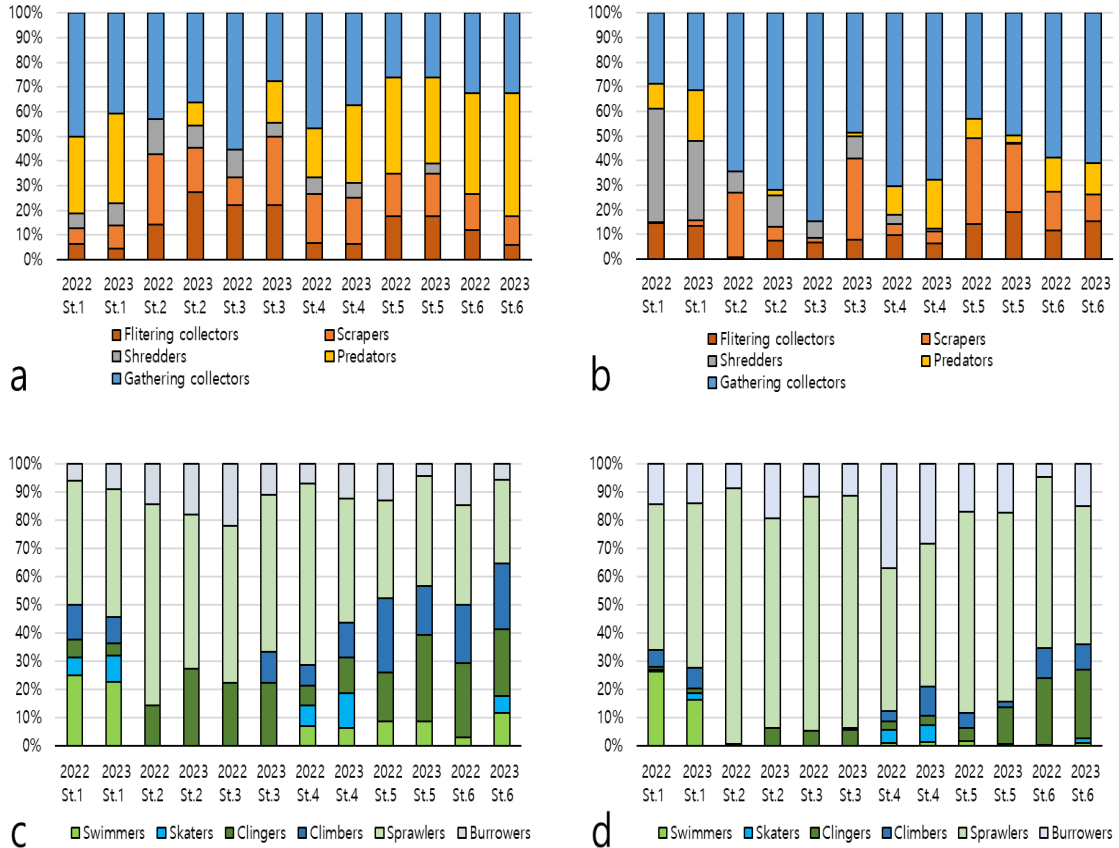 100%
90%
80%
70%
60%
50%
40%
30%
20%
10%
0%
2022 2023 2022 2023 2022 2023 2022 2023 2022 2023 2022 2023
St.1 St.1 St.2 St.2 St.3 St.3 St.4 St.4 St.5 St.5 St.6 St.6
Flitering collectors Scrapers
Shredders Predators
Gathering collectors
a
100%
90%
80%
70%
60%
50%
40%
30%
20%
10%
0%
2022 2023 2022 2023 2022 2023 2022 2023 2022 2023 2022 2023
St.1 St.1 St.2 St.2 St.3 St.3 St.4 St.4 St.5 St.5 St.6 St.6
Flitering collectors Scrapers
Shredders Predators
Gathering collectors
b
100%
90%
80%
70%
60%
50%
40%
30%
20%
10%
0%
2022 2023 2022 2023 2022 2023 2022 2023 2022 2023 2022 2023
St.1 St.1 St.2 St.2 St.3 St.3 St.4 St.4 St.5 St.5 St.6 St.6
c Swimmers Skaters Clingers Climbers Sprawlers Burrowers
100%
90%
80%
70%
60%
50%
40%
30%
20%
10%
0%
2022 2023 2022 2023 2022 2023 2022 2023 2022 2023 2022 2023
St.1 St.1 St.2 St.2 St.3 St.3 St.4 St.4 St.5 St.5 St.6 St.6
d Swimmers Skaters Clingers Climbers Sprawlers Burrowers